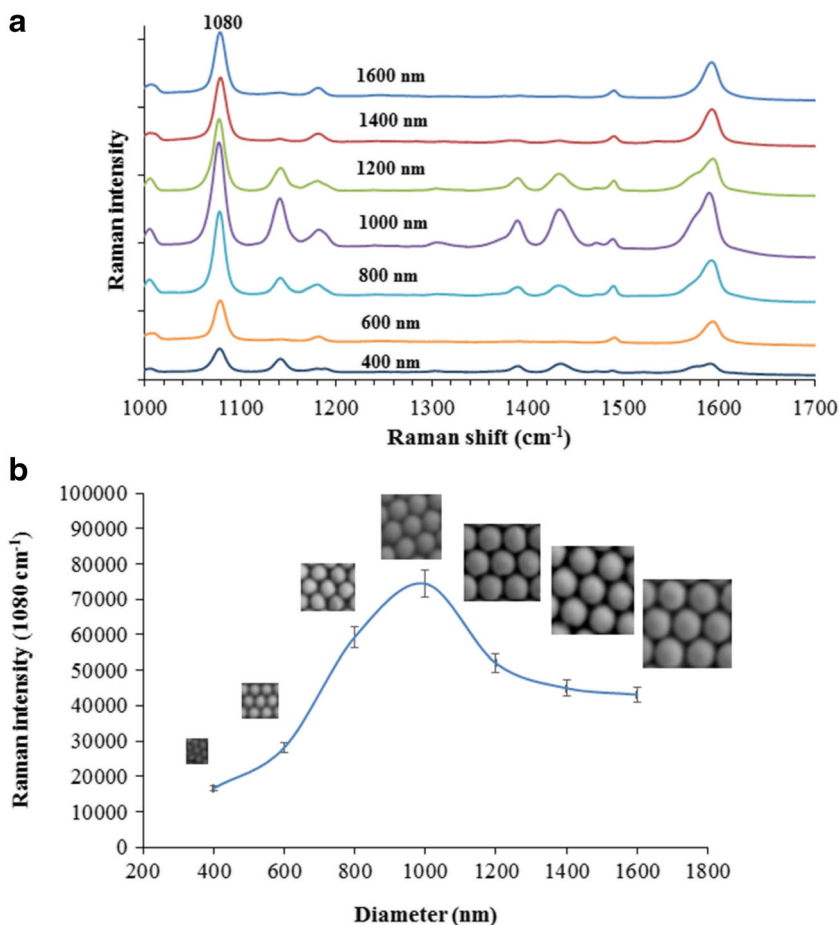 a
1080
1600 nm
1400 nm
1200 nm
1000 nm
800 nm
600 nm
400 nm
Raman intensity
1000 1100 1200 1300 1400 1500 1600 1700
Raman shift (cm⁻¹)
b
100000
90000
80000
70000
60000
50000
40000
30000
20000
10000
0
Raman intensity (1080 cm⁻¹)
200 400 600 800 1000 1200 1400 1600 1800
Diameter (nm)